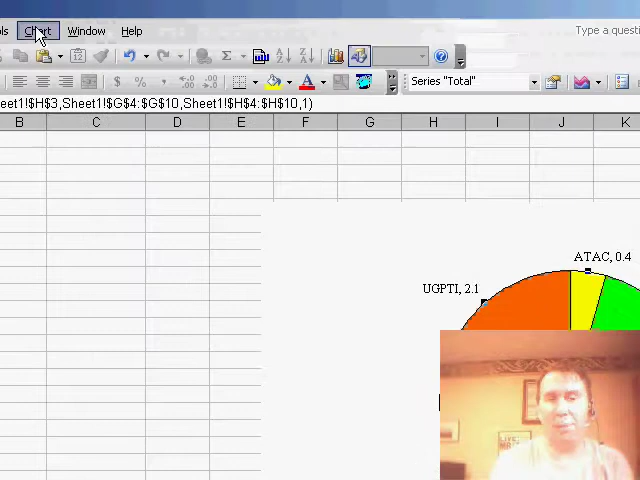 ols Chart Window Help Type a questi
Series "Total"
eet1!$H$3,Sheet1!$G$4:$G$10,Sheet1!$H$4:$H$10,1)
B C D E F G H I J K
ATAC, 0.4
UGPTI, 2.1